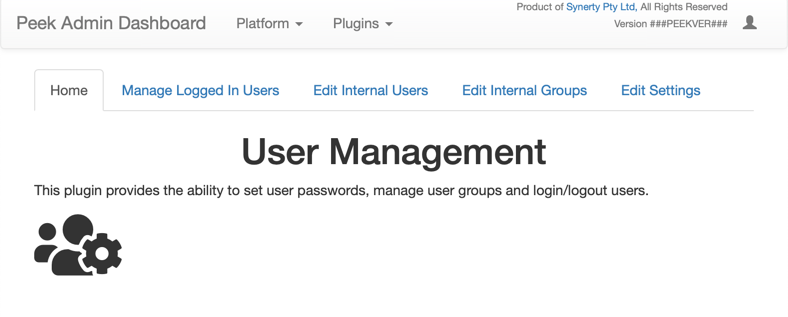 Product of Synerty Pty Ltd, All Rights Reserved
Peek Admin Dashboard Platform Plugins Version ###PEEKVER###
Home Manage Logged In Users Edit Internal Users Edit Internal Groups Edit Settings
User Management
This plugin provides the ability to set user passwords, manage user groups and login/logout users.